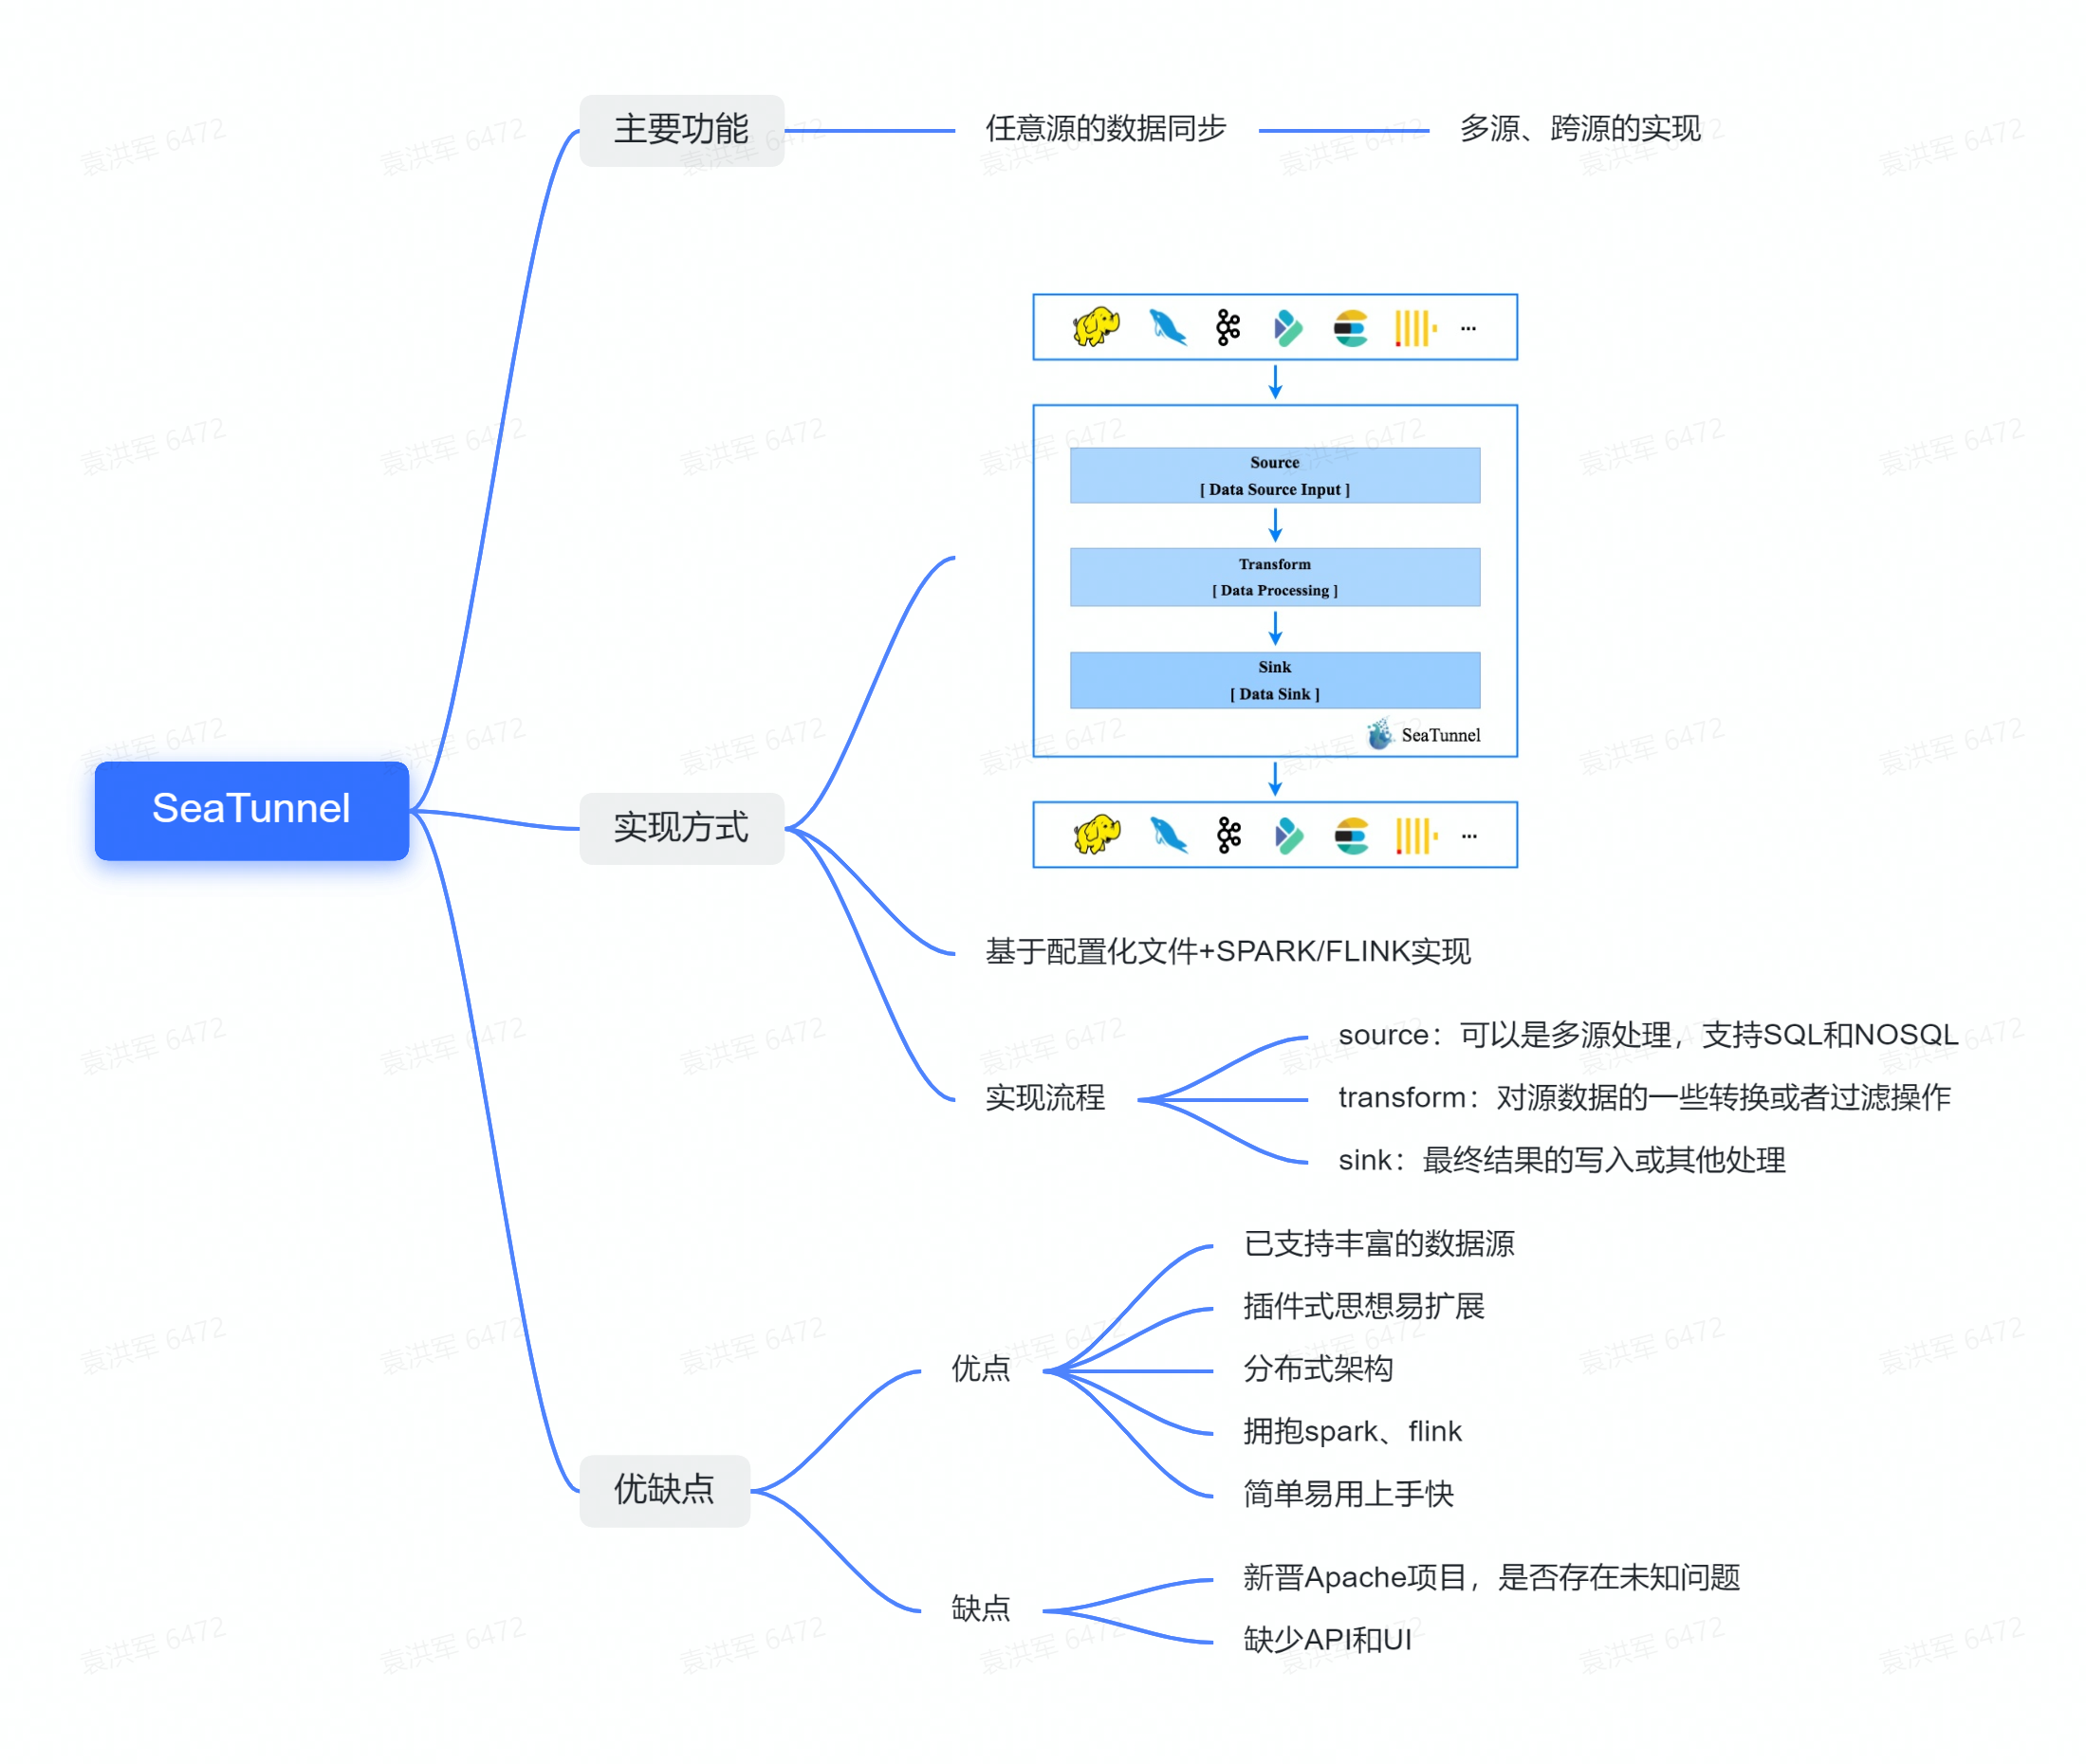 SeaTunnel
主要功能
任意源的数据同步
多源、跨源的实现
实现方式
...
Source
[ Data Source Input ]
Transform
[ Data Processing ]
Sink
[ Data Sink ]
SeaTunnel
...
基于配置化文件+SPARK/FLINK实现
实现流程
source：可以是多源处理，支持SQL和NOSQL
transform：对源数据的一些转换或者过滤操作
sink：最终结果的写入或其他处理
优缺点
优点
已支持丰富的数据源
插件式思想易扩展
分布式架构
拥抱spark、flink
简单易用上手快
缺点
新晋Apache项目，是否存在未知问题
缺少API和UI
袁洪军 6472